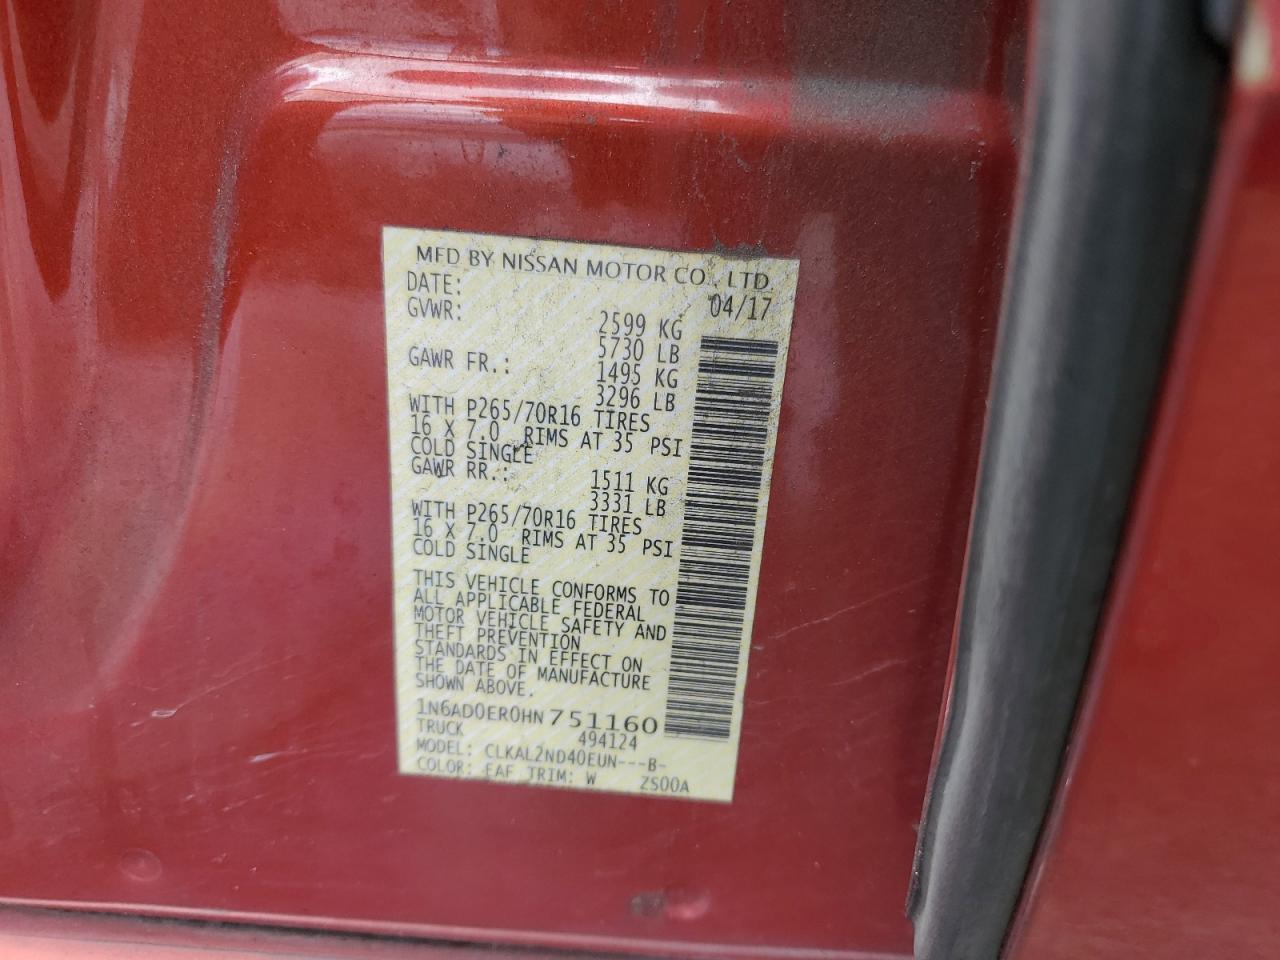 MFD BY NISSAN MOTOR CO., LTD
DATE: 04/17
GVWR: 2599 KG
5730 LB
GAWR FR.: 1495 KG
3296 LB
WITH P265/70R16 TIRES
16 X 7.0 RIMS AT 35 PSI
COLD SINGLE
GAWR RR.: 1511 KG
3331 LB
WITH P265/70R16 TIRES
16 X 7.0 RIMS AT 35 PSI
COLD SINGLE
THIS VEHICLE CONFORMS TO
ALL APPLICABLE FEDERAL
MOTOR VEHICLE SAFETY AND
THEFT PREVENTION
STANDARDS IN EFFECT ON
THE DATE OF MANUFACTURE
SHOWN ABOVE.
1N6AD0ER0HN751160
TRUCK 494124
MODEL: CLKAL2ND40EUN---B-
COLOR: EAF TRIM: W ZS00A